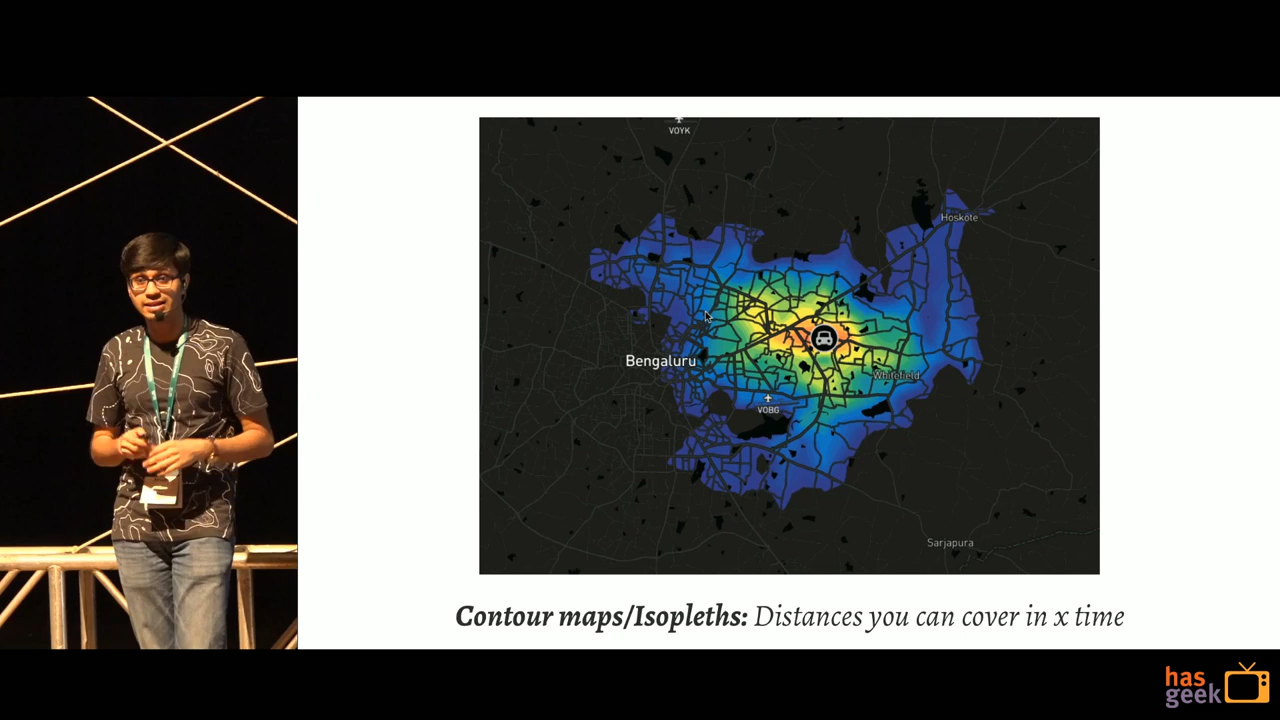 VOYK
Hoskote
Bengaluru
Whitefield
VOBG
Sarjapura
Contour maps/Isopleths: Distances you can cover in x time
has
geek